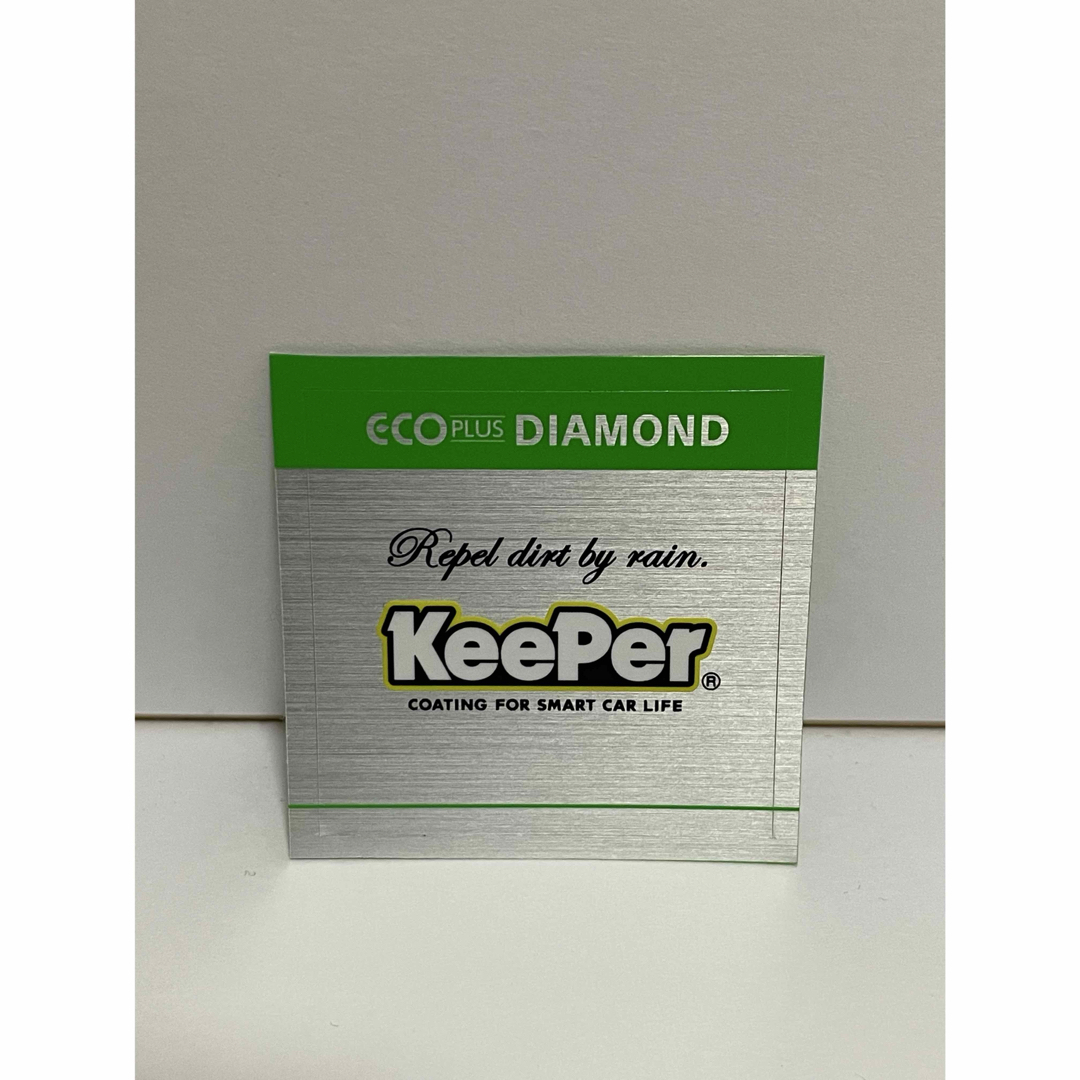 ECO PLUS DIAMOND
Repel dirt by rain.
KeePer®
COATING FOR SMART CAR LIFE